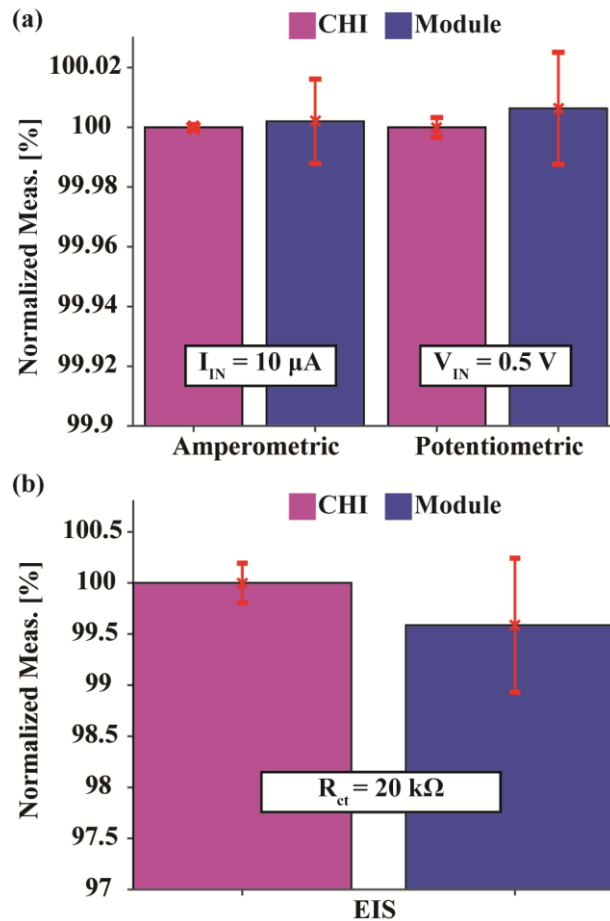 (a)
CHI Module
Normalized Meas. [%]
100.02
100
99.98
99.96
99.94
99.92
99.9
I_IN = 10 µA
V_IN = 0.5 V
Amperometric Potentiometric
(b)
CHI Module
Normalized Meas. [%]
100.5
100
99.5
99
98.5
98
97.5
97
R_ct = 20 kΩ
EIS